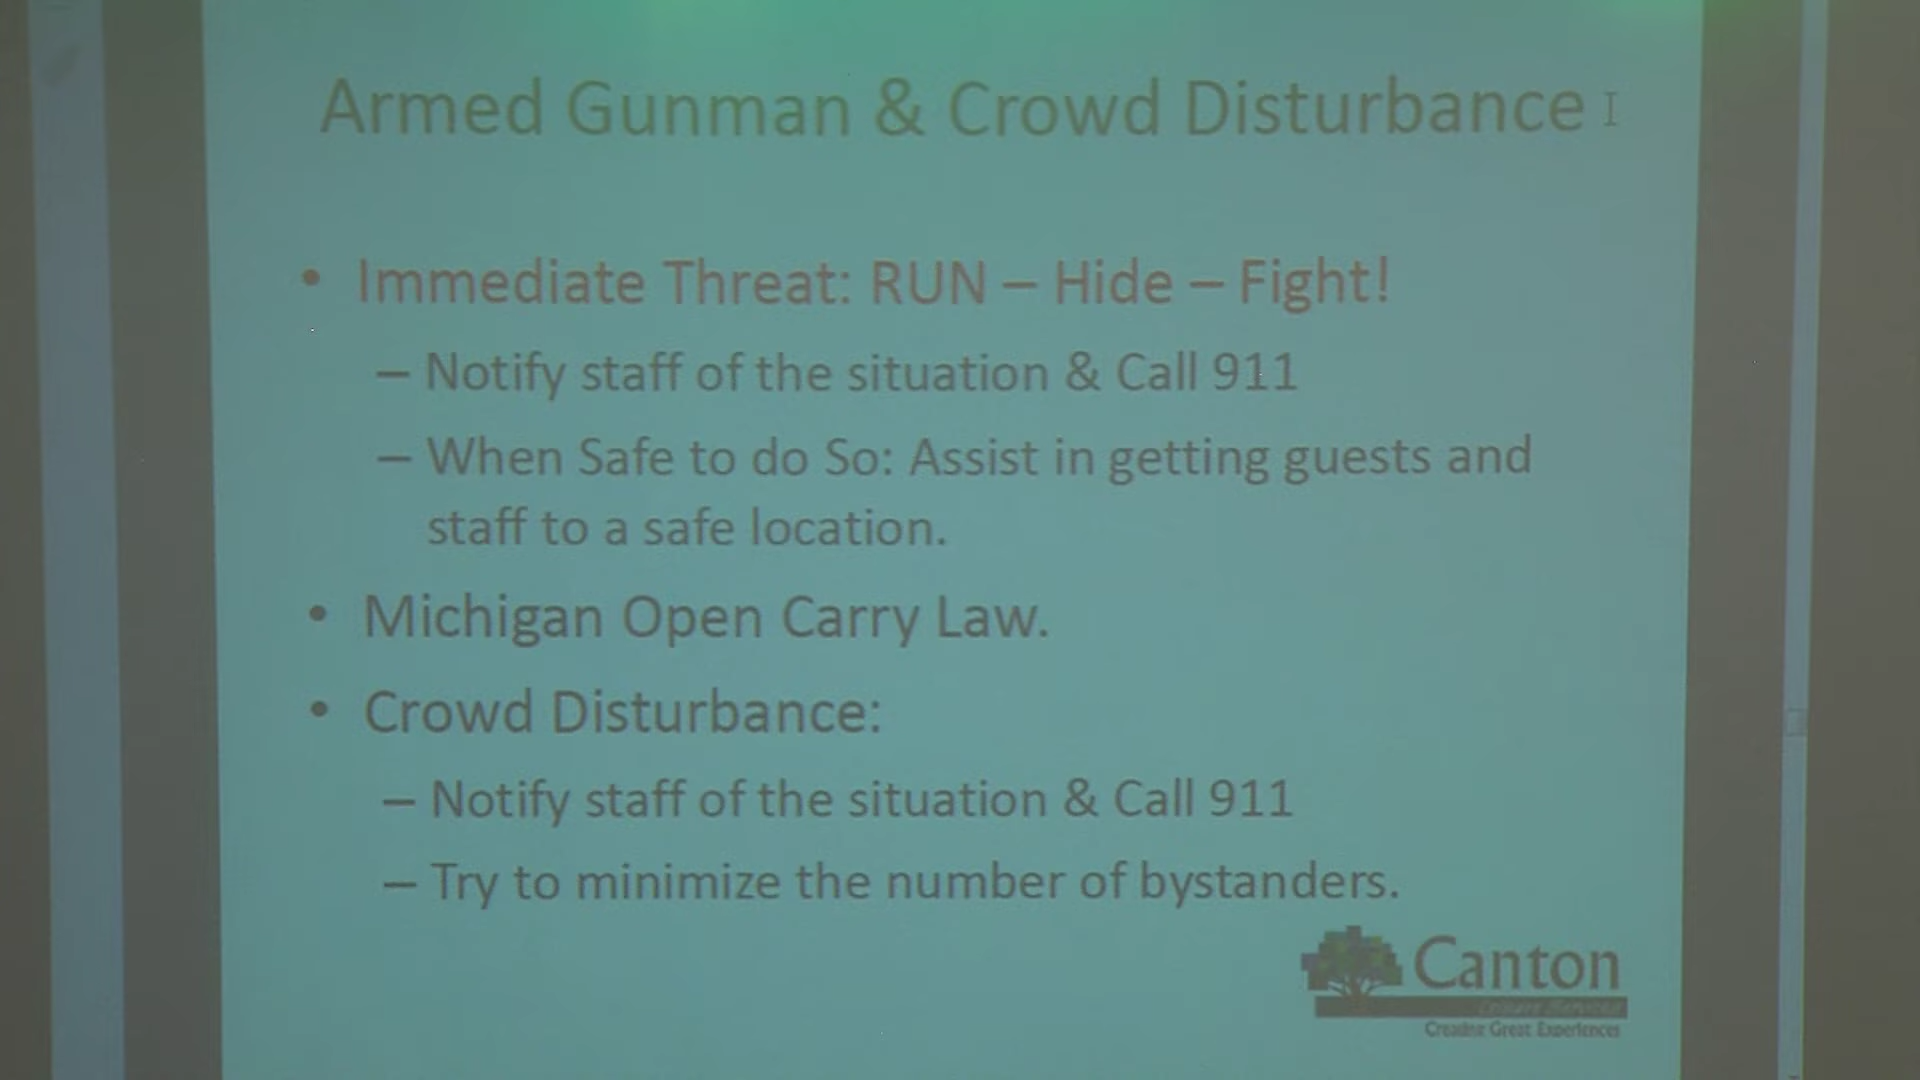 Armed Gunman & Crowd Disturbance
• Immediate Threat: RUN – Hide – Fight!
– Notify staff of the situation & Call 911
– When Safe to do So: Assist in getting guests and
staff to a safe location.
• Michigan Open Carry Law.
• Crowd Disturbance:
– Notify staff of the situation & Call 911
– Try to minimize the number of bystanders.
Canton
Leisure Services
Creating Great Experiences